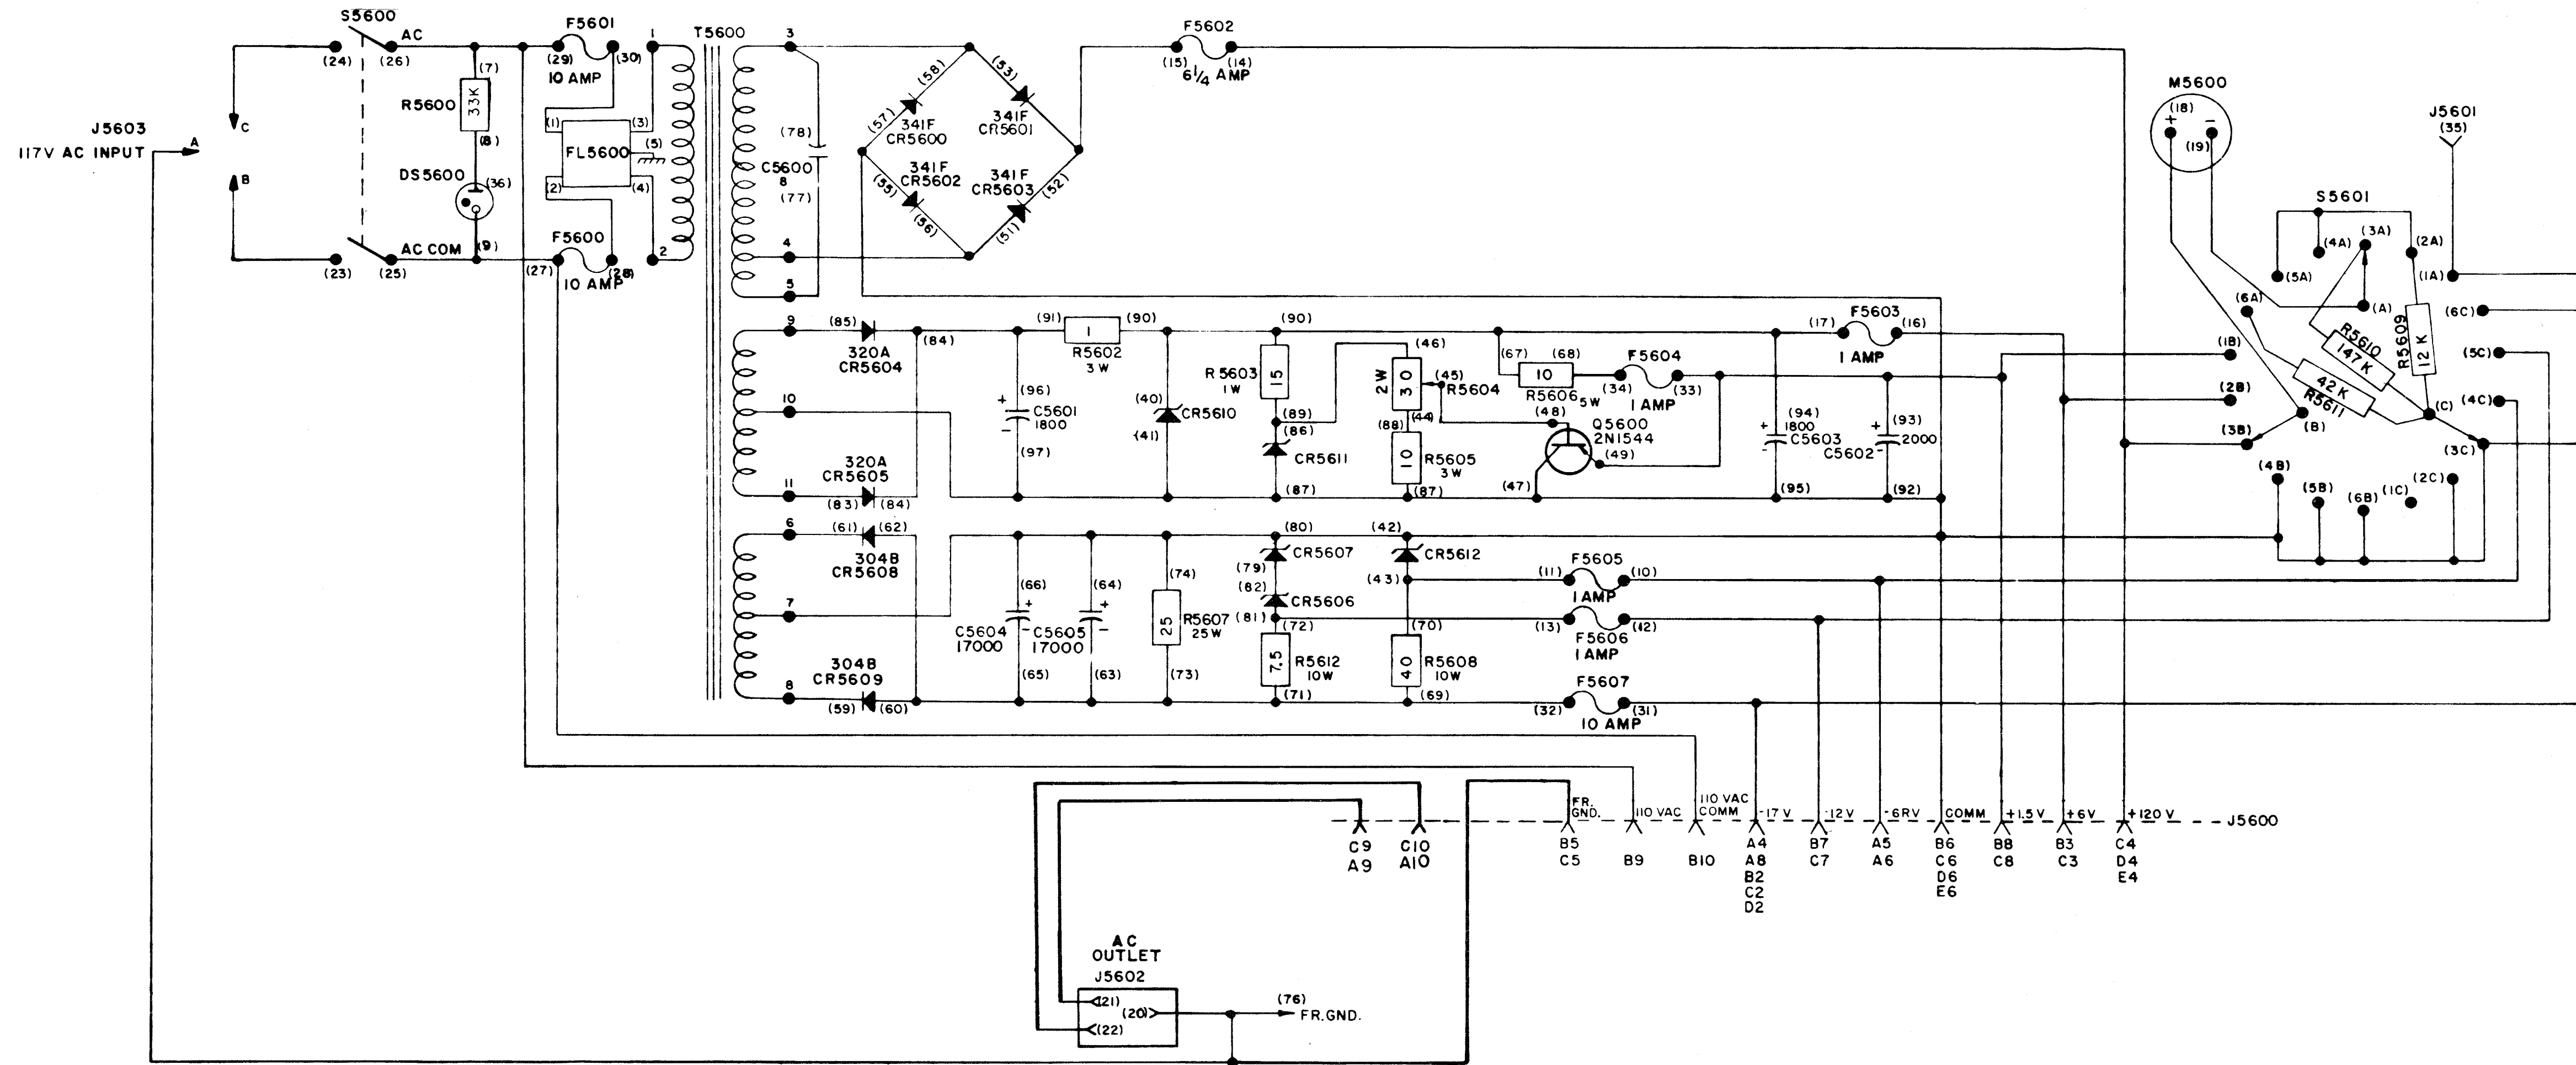 S5600
AC
(24)
(26)
F5601
(29)
(30)
10 AMP
1
T5600
3
F5602
(15)
(14)
6 1/4 AMP
M5600
(18)
+
-
(19)
J5601
(35)
J5603
117V AC INPUT
A
C
B
(7)
R5600
33K
(8)
DS5600
(36)
AC COM
(9)
(23)
(25)
(27)
F5600
(28)
10 AMP
(1)
(3)
FL5600
(5)
(2)
(4)
2
(78)
C5600
8
(77)
4
5
(58)
(57)
341F
CR5600
(53)
341F
CR5601
341F
CR5602
(55)
(56)
341F
CR5603
(52)
(51)
S5601
(4A)
(3A)
(2A)
(5A)
(1A)
(6A)
(A)
(6C)
R5609
12 K
R5610
147 K
42 K
R5611
(1B)
(5C)
(2B)
(4C)
(C)
(3B)
(B)
(3C)
(4B)
(5B)
(6B)
(1C)
(2C)
9
(85)
320A
CR5604
(84)
(91)
1
(90)
R5602
3 W
(90)
(17)
F5603
(16)
1 AMP
10
(96)
+
C5601
1800
-
(97)
(40)
CR5610
(41)
R5603
1W
15
(89)
(86)
CR5611
(87)
(46)
2 W
30
(45)
R5604
(44)
(88)
10
R5605
3W
(87)
(67)
(68)
10
R5606
5W
F5604
(34)
(33)
1 AMP
(48)
Q5600
2N1544
(49)
(47)
(94)
+
1800
C5603
-
(95)
(93)
+
2000
C5602
-
(92)
11
320A
CR5605
(83)
(84)
6
(61)
(62)
304B
CR5608
7
304B
CR5609
8
(59)
(60)
(66)
+
C5604
17000
-
(65)
(64)
+
C5605
17000
-
(63)
(74)
25
R5607
25W
(73)
(80)
CR5607
(79)
(82)
CR5606
(81)
(72)
7.5
R5612
10W
(71)
(42)
CR5612
(43)
(70)
40
R5608
10W
(69)
F5605
(11)
(10)
1 AMP
(13)
(12)
F5606
1 AMP
F5607
(32)
(31)
10 AMP
FR.
GND.
110 VAC
110 VAC
COMM
-17 V
-12V
-6RV
COMM
+1.5V
+6V
+120 V
J5600
C9
A9
C10
A10
B5
C5
B9
B10
A4
A8
B2
C2
D2
B7
C7
A5
A6
B6
C6
D6
E6
B8
C8
B3
C3
C4
D4
E4
AC
OUTLET
J5602
(21)
(20)
(22)
(76)
FR.GND.